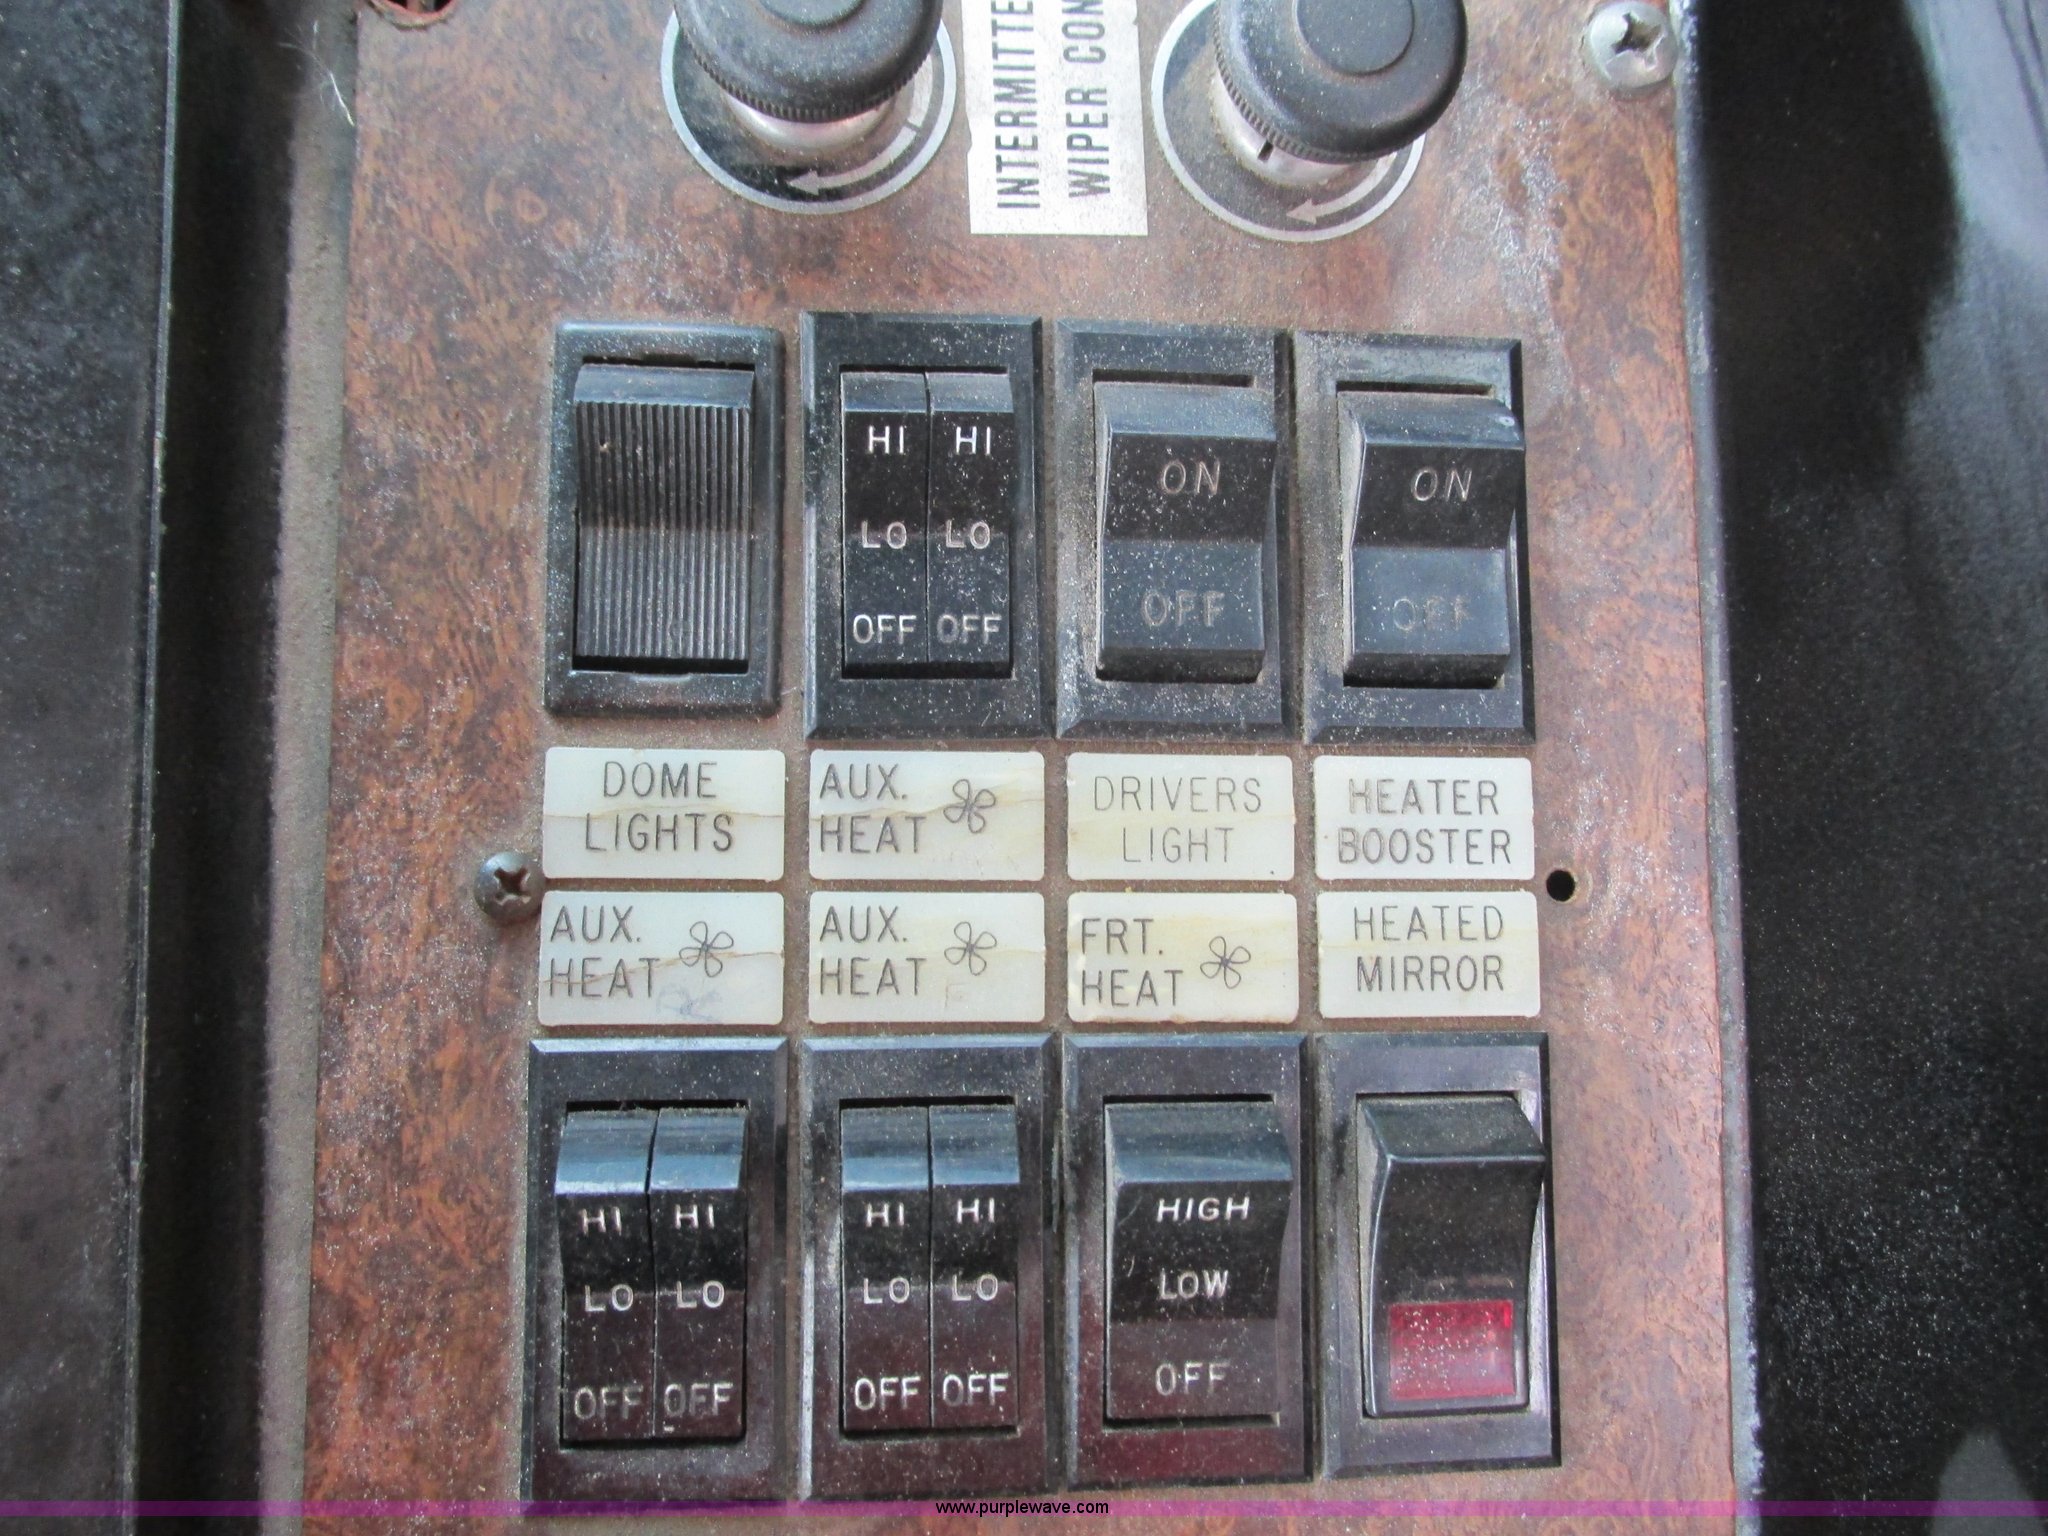 INTERMITTE
WIPER CON
HI HI
LO LO
OFF OFF
ON
OFF
ON
OFF
DOME
LIGHTS
AUX.
HEAT
DRIVERS
LIGHT
HEATER
BOOSTER
AUX.
HEAT
AUX.
HEAT
FRT.
HEAT
HEATED
MIRROR
HI HI
LO LO
OFF OFF
HI HI
LO LO
OFF OFF
HIGH
LOW
OFF
www.purplewave.com